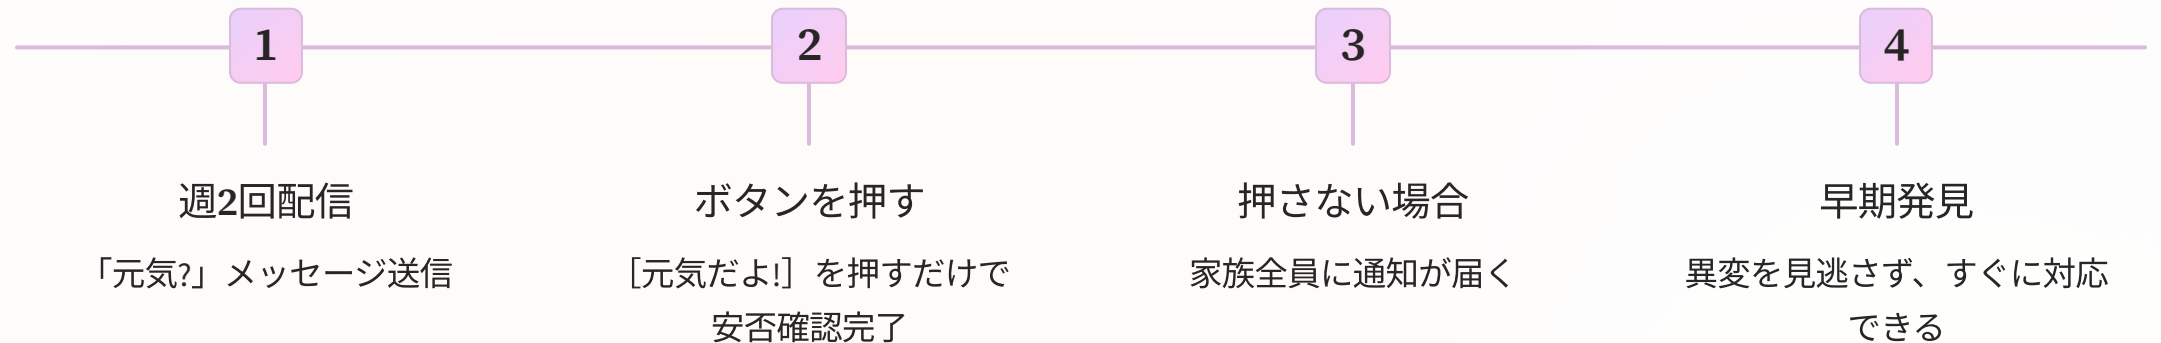 1
2
3
4
週2回配信
「元気?」メッセージ送信
ボタンを押す
[元気だよ!] を押すだけで
安否確認完了
押さない場合
家族全員に通知が届く
早期発見
異変を見逃さず、すぐに対応
できる